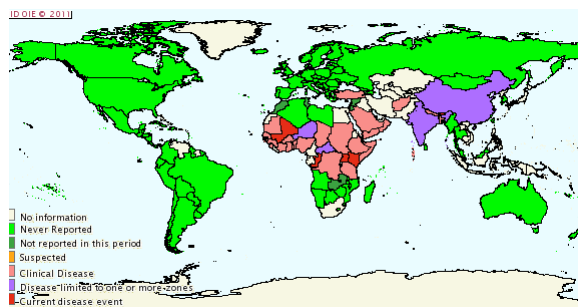 (D OIE © 2011
No information
Never Reported
Not reported in this period
Suspected
Clinical Disease
Disease limited to one or more zones
Current disease event